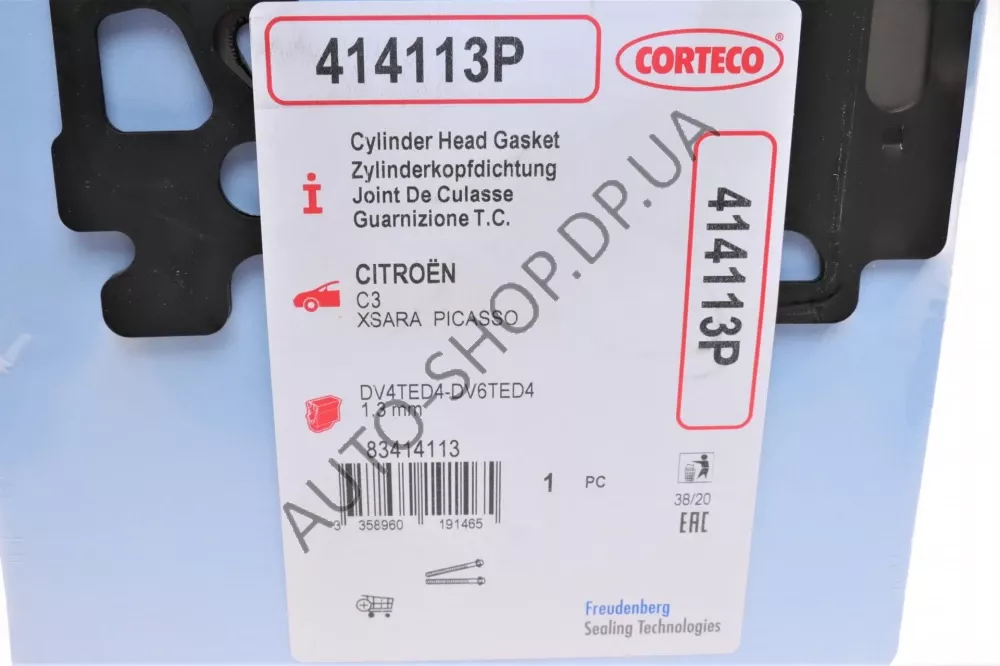 414113P
CORTECO
Cylinder Head Gasket
Zylinderkopfdichtung
Joint De Culasse
Guarnizione T.C.
i
CITROËN
C3
XSARA PICASSO
414113P
DV4TED4-DV6TED4
1.3 mm
83414113
3 358960 191465
1 PC
38/20
EAC
Freudenberg
Sealing Technologies
AUTO-SHOP.DP.UA